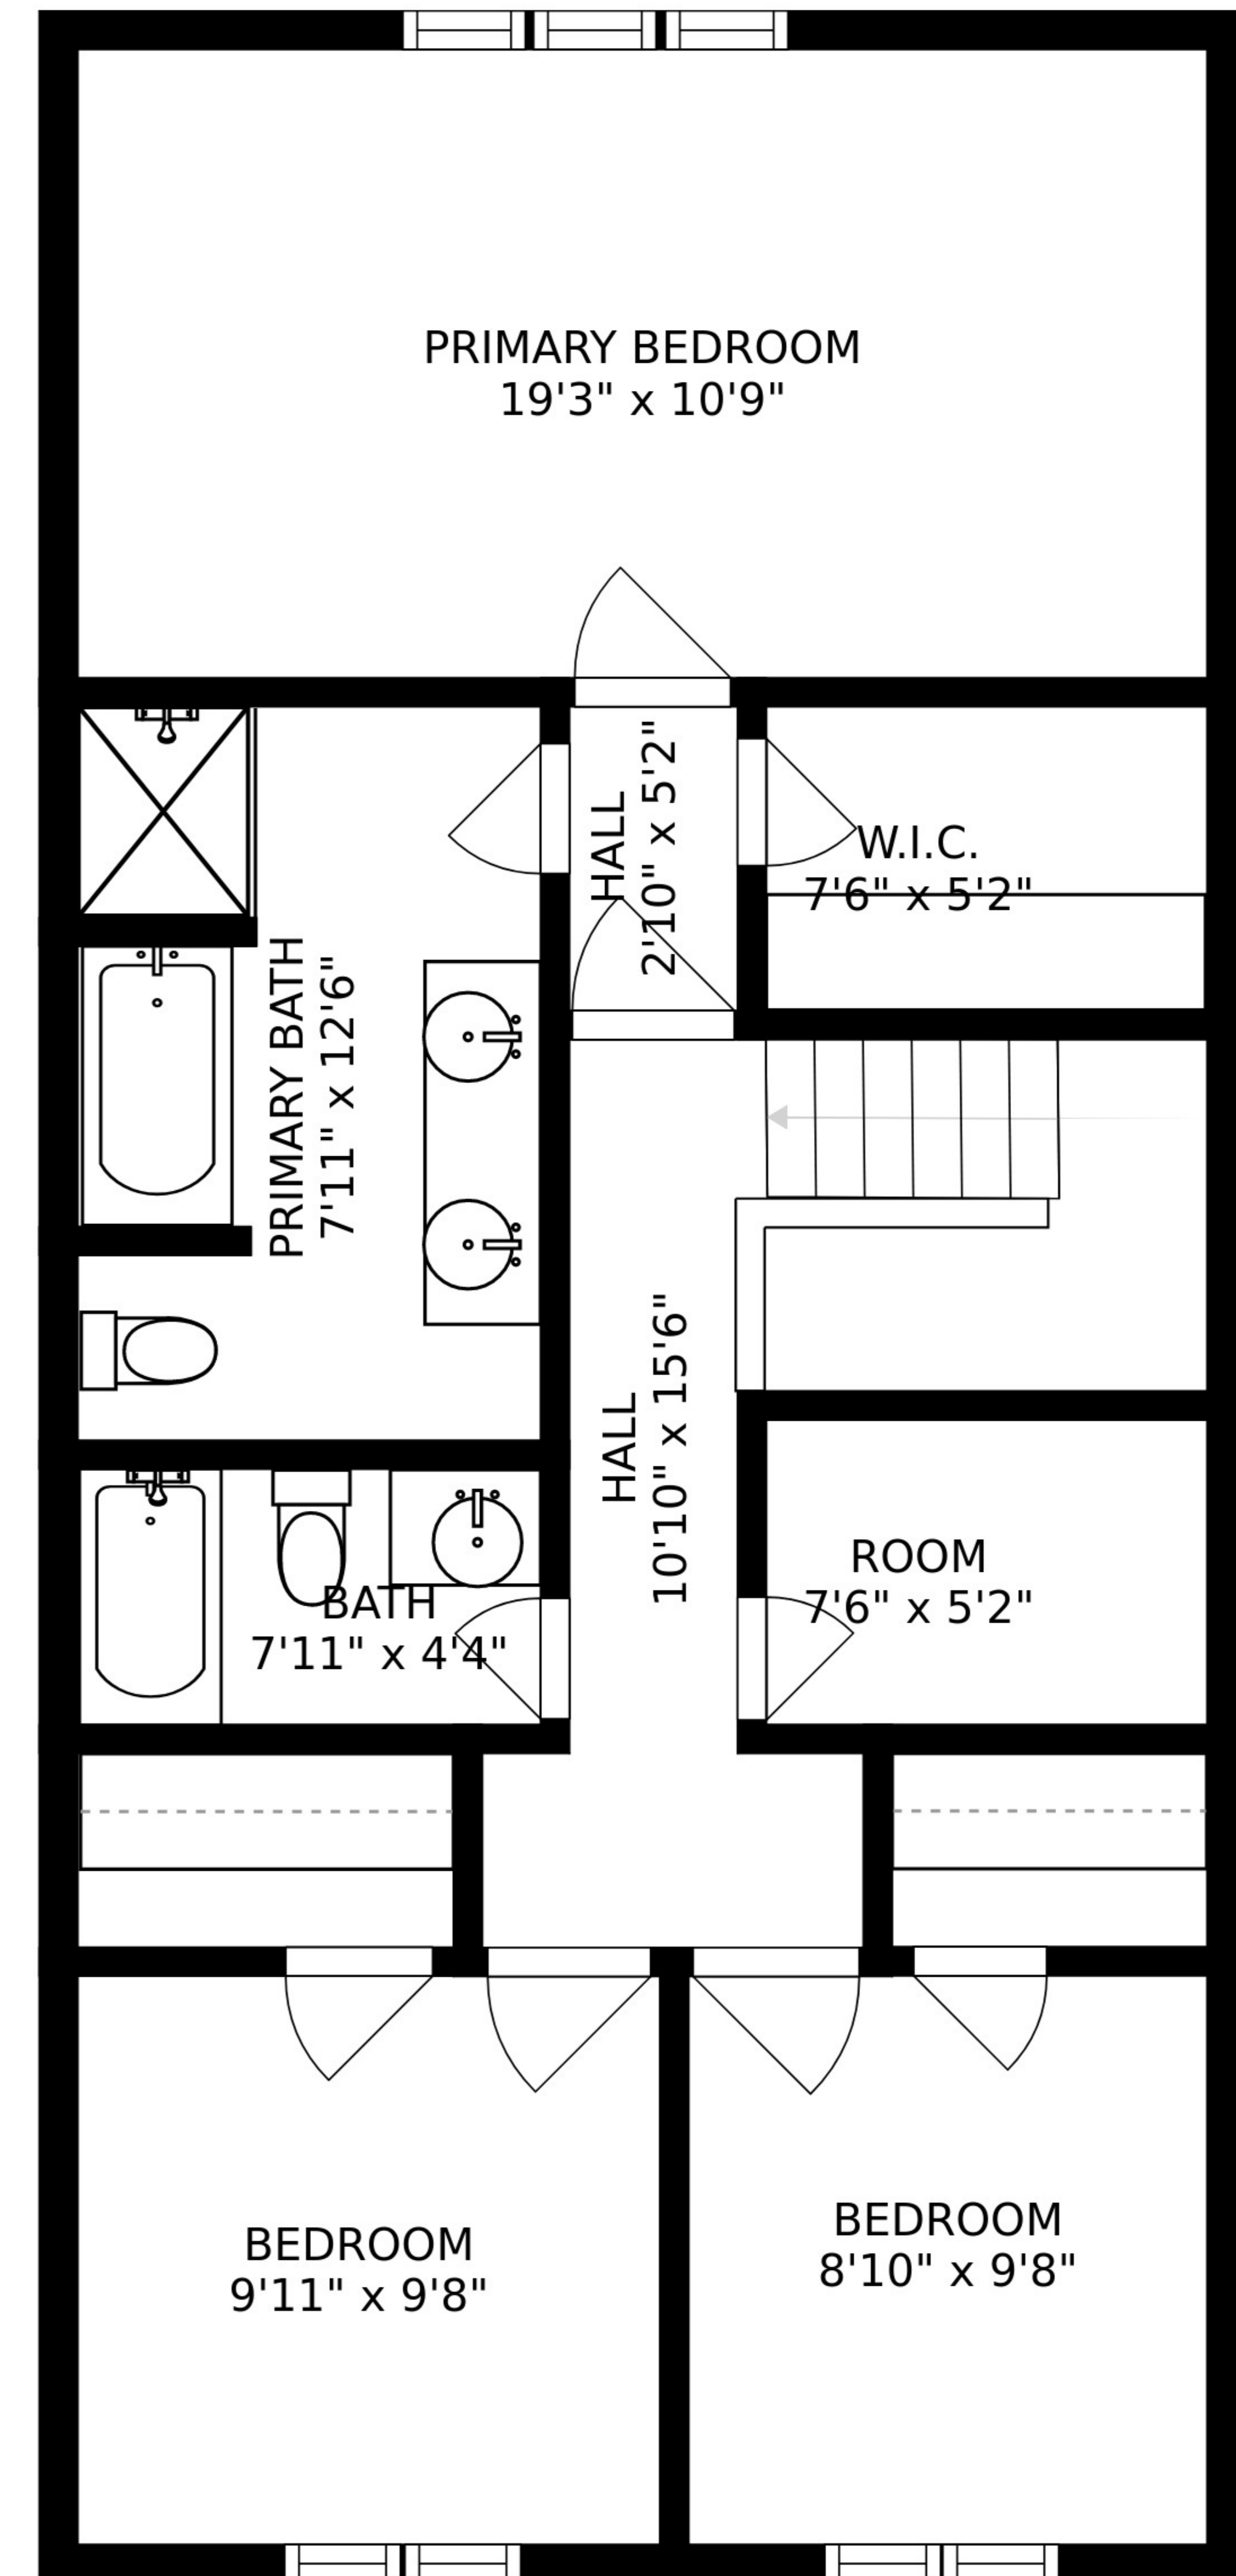 PRIMARY BEDROOM
19'3" x 10'9"
HALL
2'10" x 5'2"
W.I.C.
7'6" x 5'2"
PRIMARY BATH
7'11" x 12'6"
HALL
10'10" x 15'6"
ROOM
7'6" x 5'2"
BATH
7'11" x 4'4"
BEDROOM
9'11" x 9'8"
BEDROOM
8'10" x 9'8"